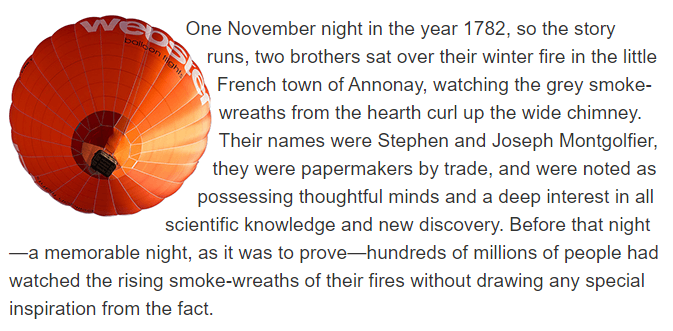 webster
balloon flights
One November night in the year 1782, so the story
runs, two brothers sat over their winter fire in the little
French town of Annonay, watching the grey smoke-
wreaths from the hearth curl up the wide chimney.
Their names were Stephen and Joseph Montgolfier,
they were papermakers by trade, and were noted as
possessing thoughtful minds and a deep interest in all
scientific knowledge and new discovery. Before that night
—a memorable night, as it was to prove—hundreds of millions of people had
watched the rising smoke-wreaths of their fires without drawing any special
inspiration from the fact.